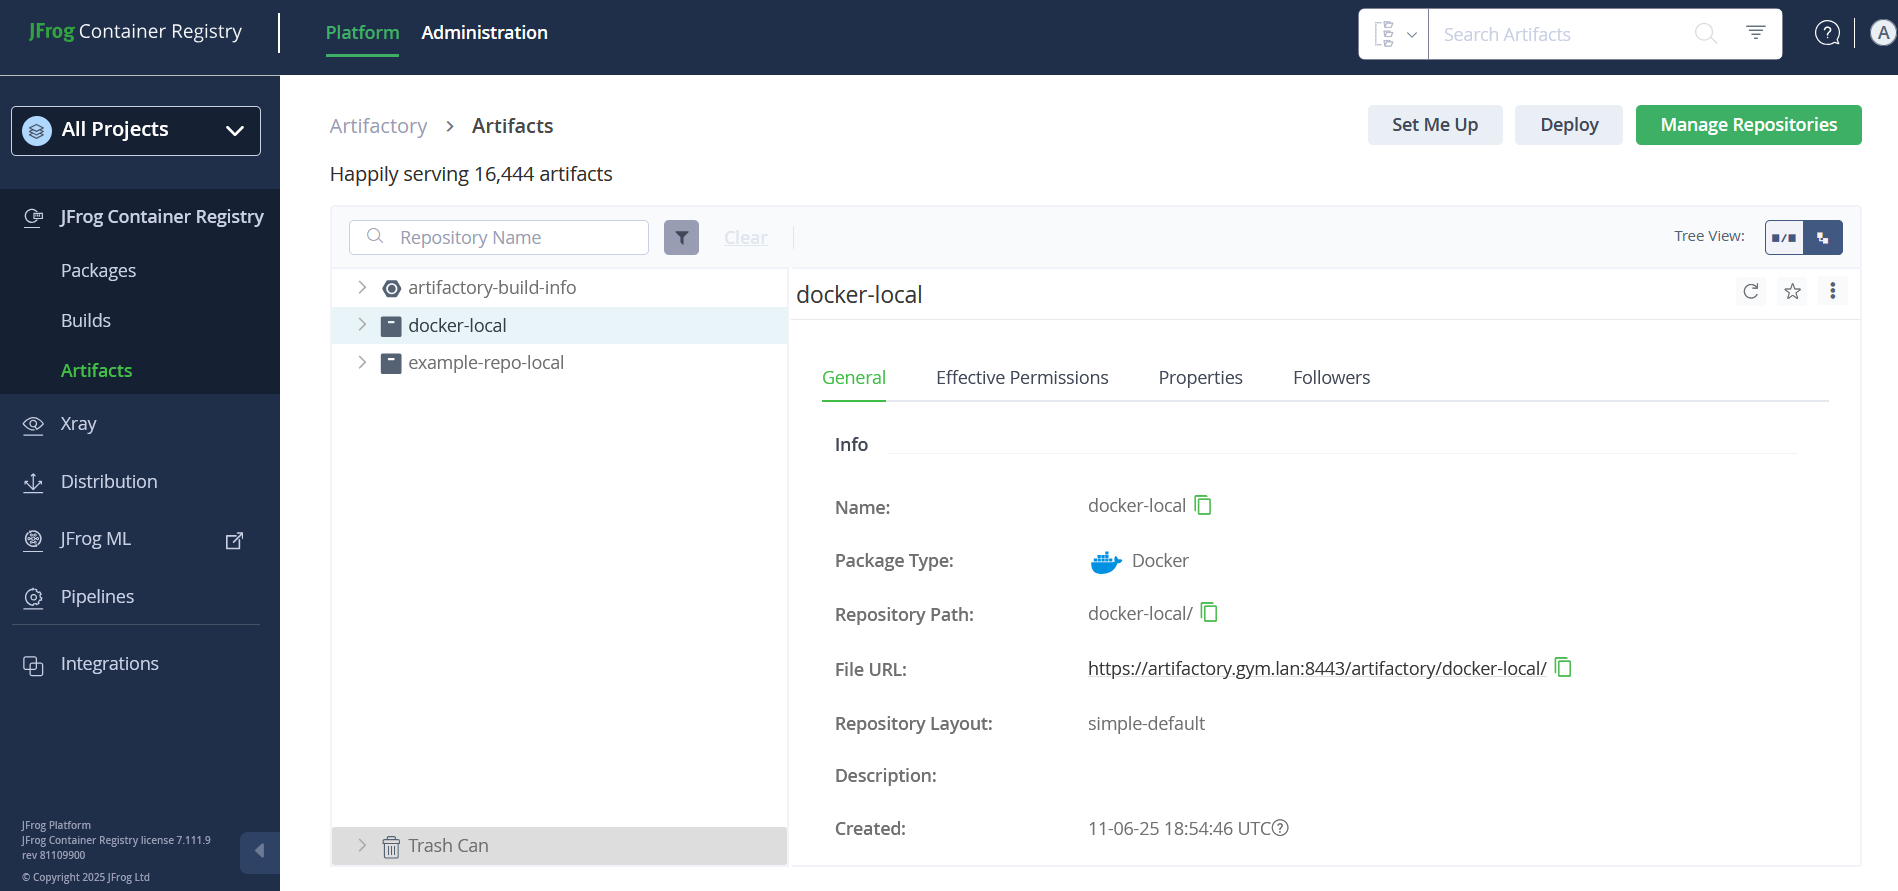 JFrog Container Registry
Platform
Administration
Search Artifacts
A
All Projects
JFrog Container Registry
Packages
Builds
Artifacts
Xray
Distribution
JFrog ML
Pipelines
Integrations
JFrog Platform
JFrog Container Registry license 7.111.9
rev 81109900
© Copyright 2025 JFrog Ltd
Artifactory > Artifacts
Set Me Up
Deploy
Manage Repositories
Happily serving 16,444 artifacts
Repository Name
Clear
Tree View:
artifactory-build-info
docker-local
example-repo-local
Trash Can
docker-local
General
Effective Permissions
Properties
Followers
Info
Name: docker-local
Package Type: Docker
Repository Path: docker-local/
File URL: https://artifactory.gym.lan:8443/artifactory/docker-local/
Repository Layout: simple-default
Description:
Created: 11-06-25 18:54:46 UTC